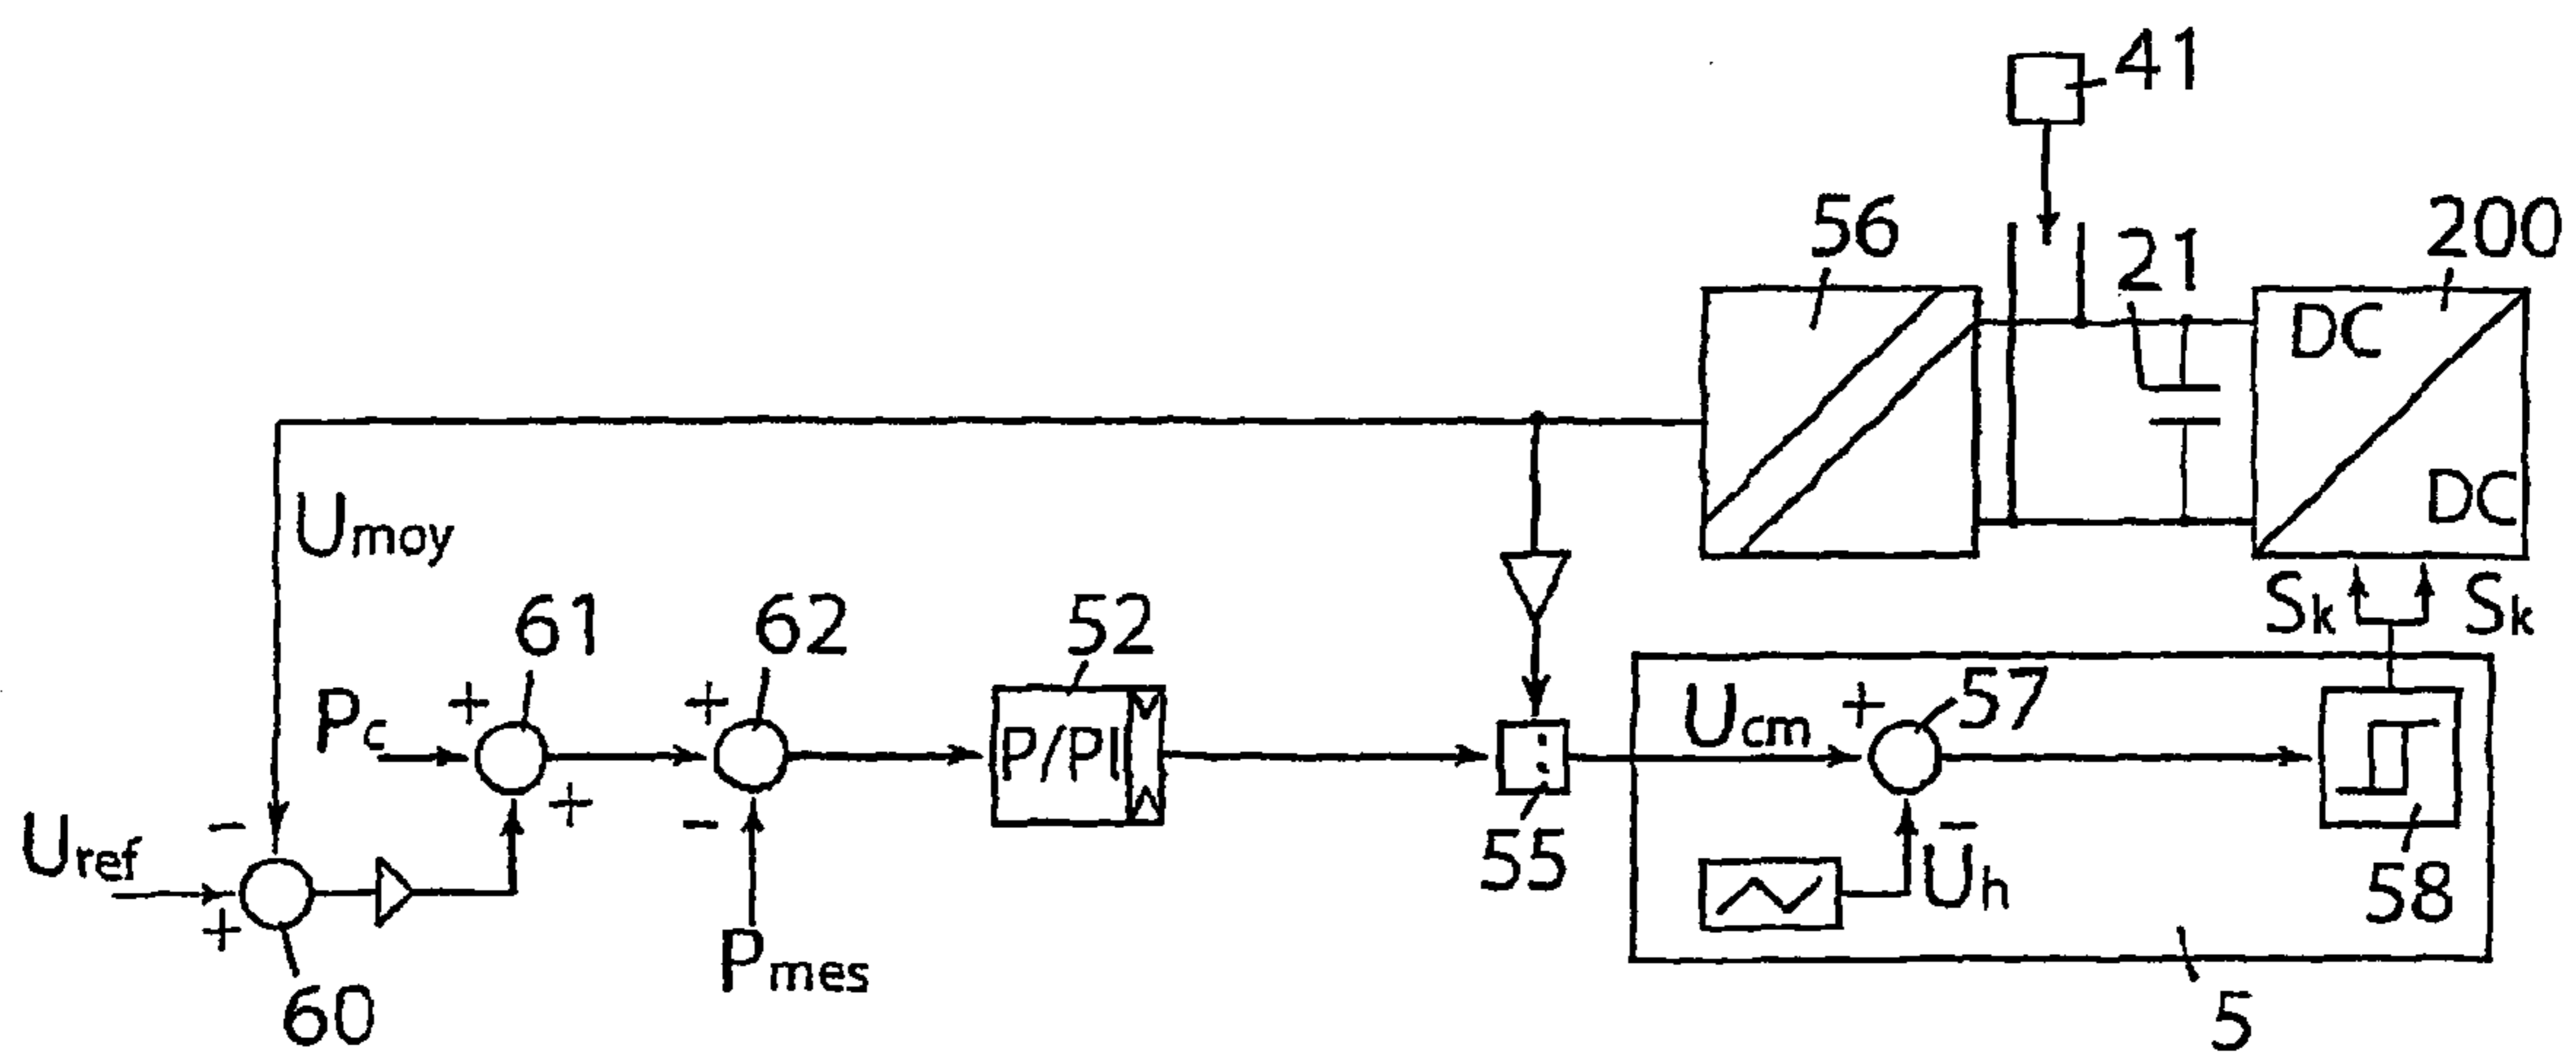 41
56
21
200
DC
DC
Umoy
Sk
Sk
61
62
52
Pc
+
+
P/PI
Ucm
+
57
+
-
-
Uref
+
55
Ūh
58
Pmes
60
5